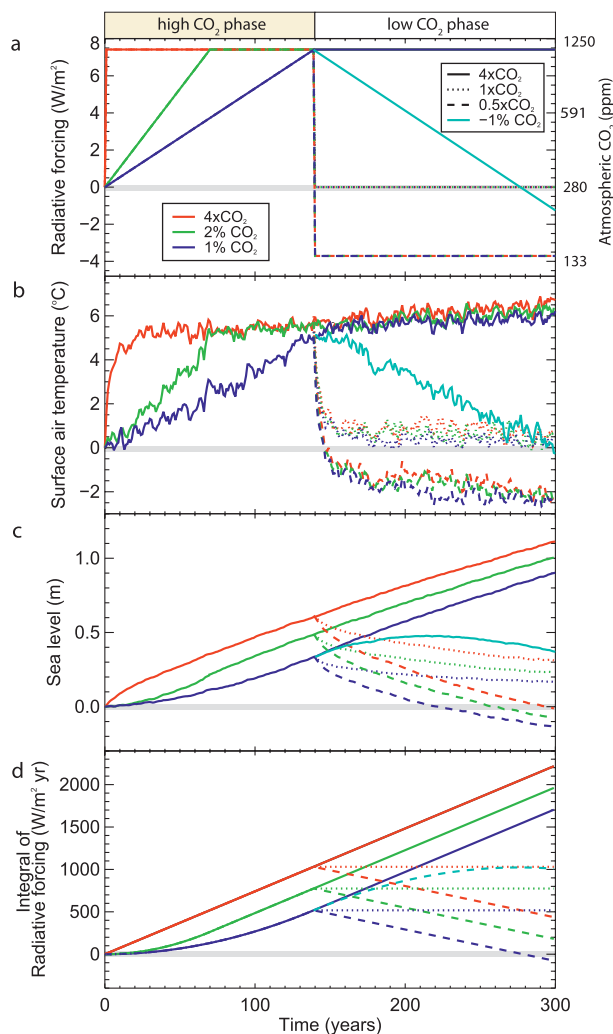 high CO₂ phase
low CO₂ phase
a
8
6
4
2
0
−2
−4
Radiative forcing (W/m²)
4xCO₂
1xCO₂
0.5xCO₂
−1% CO₂
4xCO₂
2% CO₂
1% CO₂
1250
591
280
133
Atmospheric CO₂ (ppm)
b
6
4
2
0
−2
Surface air temperature (°C)
c
1.0
0.5
0.0
Sea level (m)
d
2000
1500
1000
500
0
Integral of
Radiative forcing (W/m² yr)
0
100
200
300
Time (years)